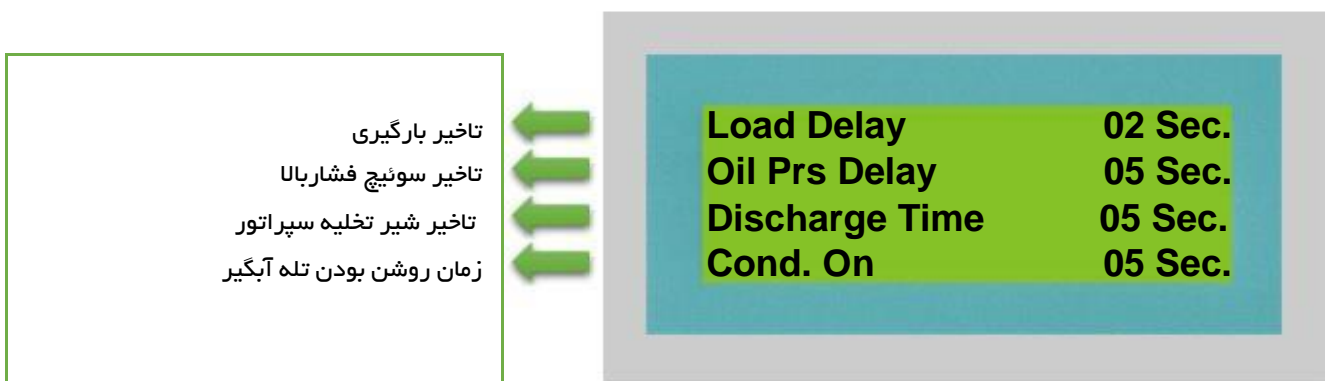 تاخیر بارگیری
تاخیر سوئیچ فشاربالا
تاخیر شیر تخلیه سپراتور
زمان روشن بودن تله آبگیر
Load Delay 02 Sec.
Oil Prs Delay 05 Sec.
Discharge Time 05 Sec.
Cond. On 05 Sec.